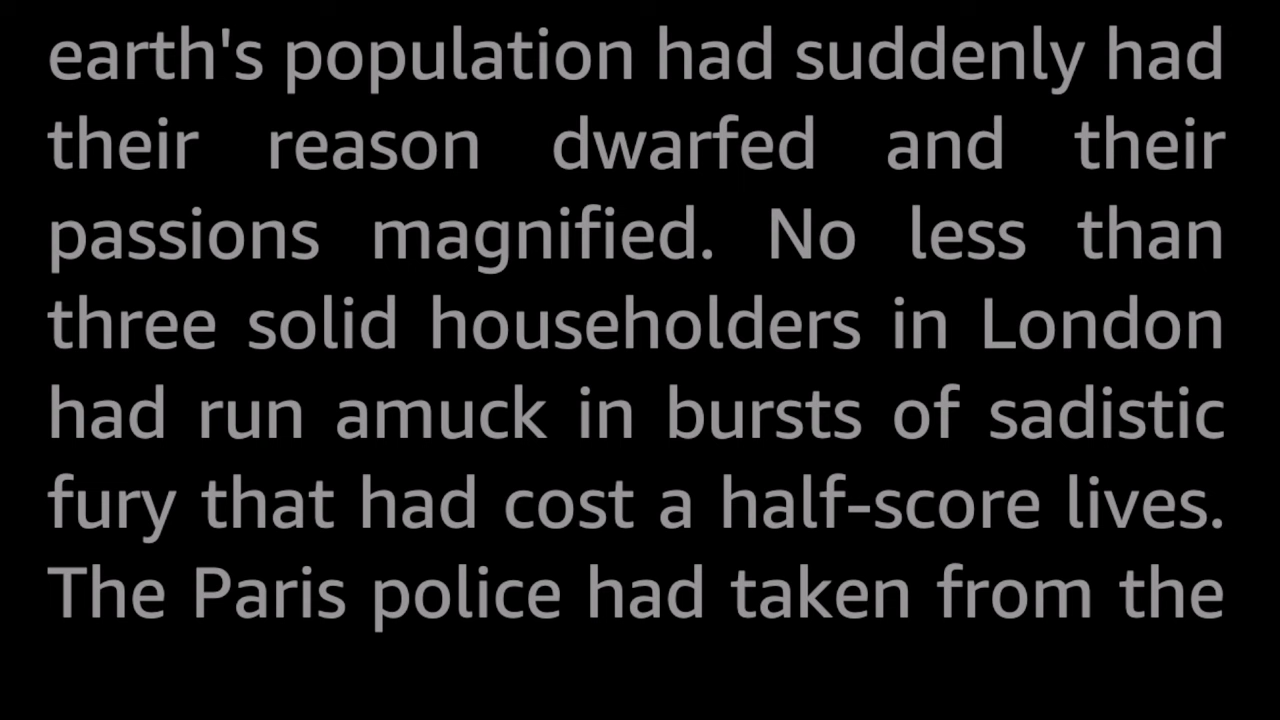 earth's population had suddenly had
their reason dwarfed and their
passions magnified. No less than
three solid householders in London
had run amuck in bursts of sadistic
fury that had cost a half-score lives.
The Paris police had taken from the